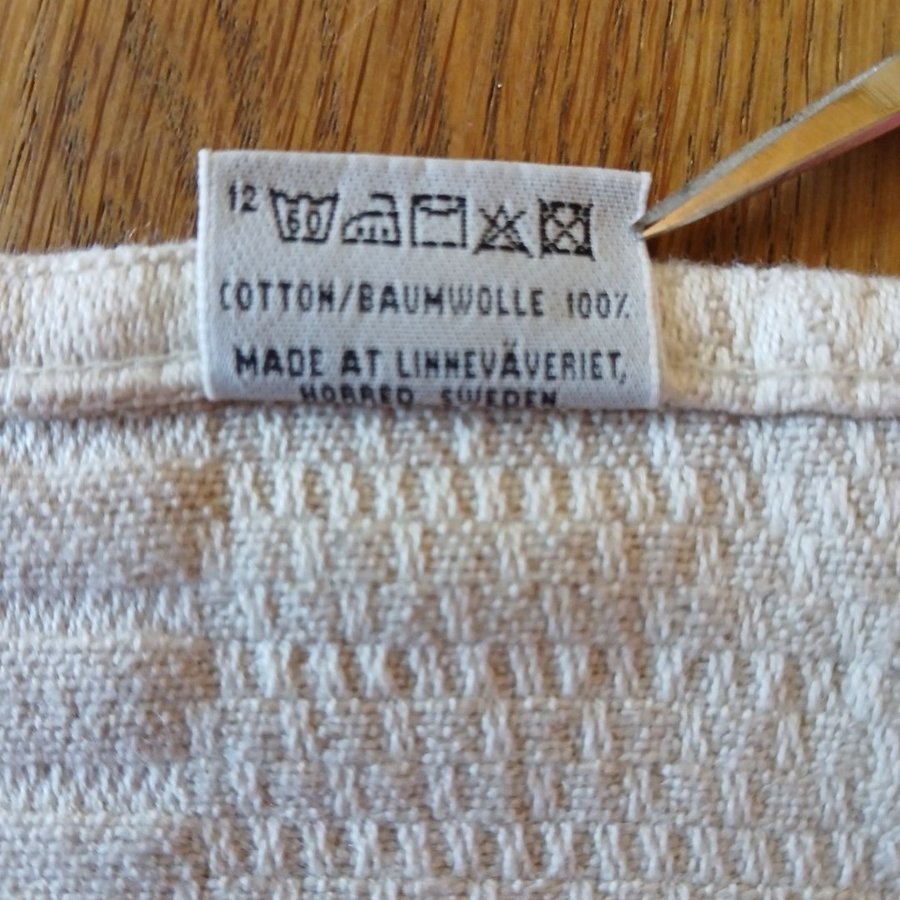 12 60
COTTON/BAUMWOLLE 100%
MADE AT LINNEVÄVERIET,
HORRED SWEDEN